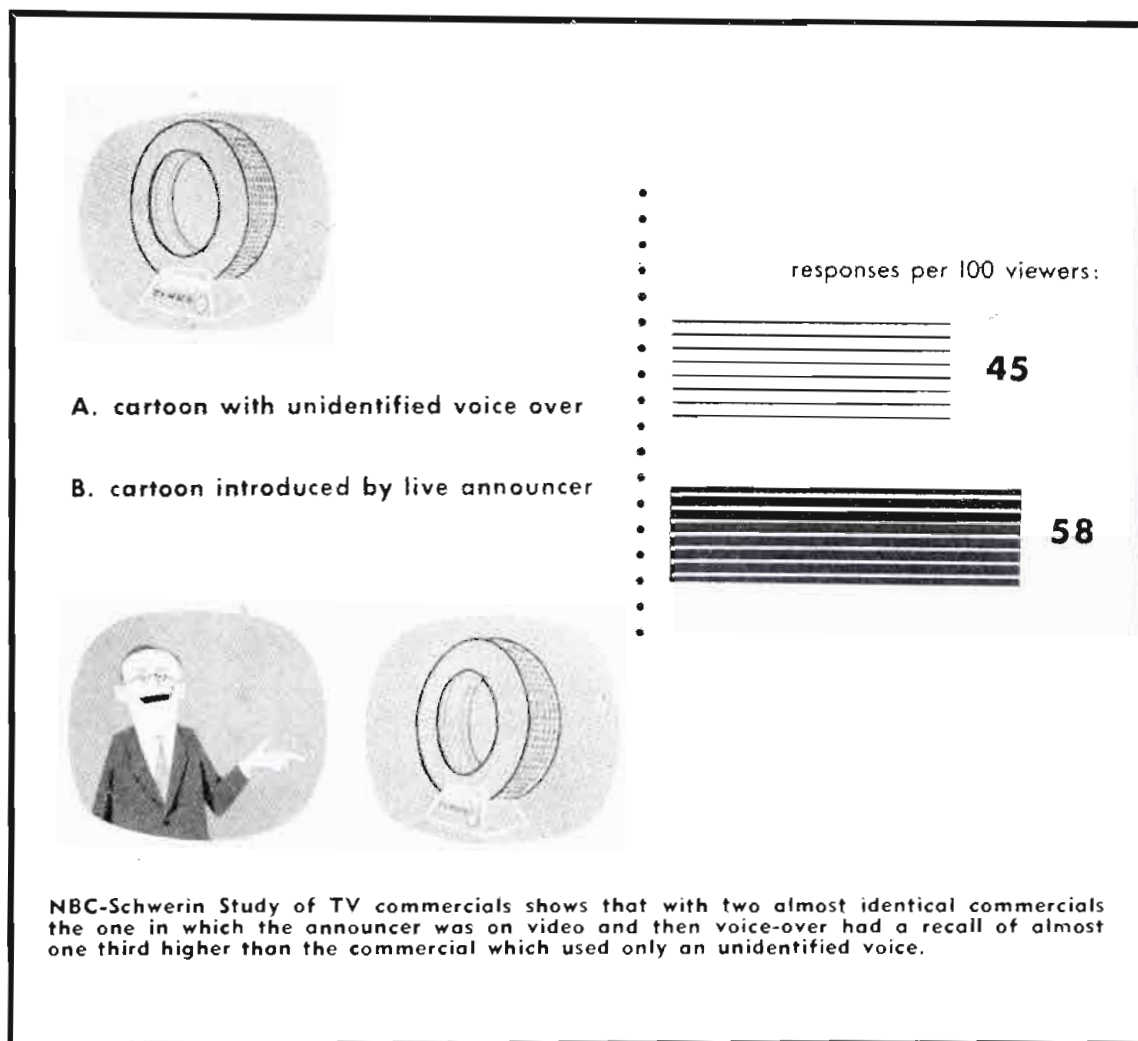 responses per 100 viewers:
45
A. cartoon with unidentified voice over
B. cartoon introduced by live announcer
58
NBC-Schwerin Study of TV commercials shows that with two almost identical commercials
the one in which the announcer was on video and then voice-over had a recall of almost
one third higher than the commercial which used only an unidentified voice.